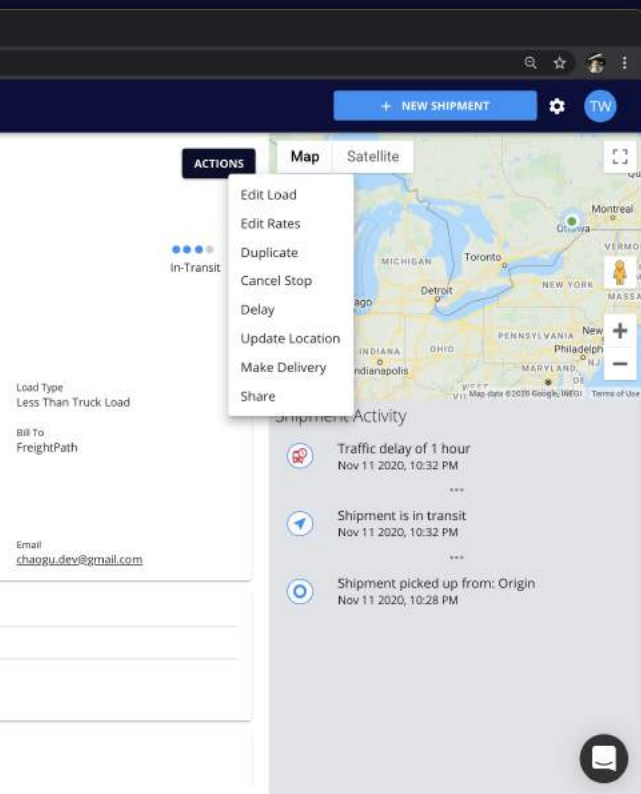 + NEW SHIPMENT
TW
ACTIONS
Edit Load
Edit Rates
Duplicate
Cancel Stop
Delay
Update Location
Make Delivery
Share
In-Transit
Load Type
Less Than Truck Load
Bill To
FreightPath
Email
chaogu.dev@gmail.com
Map
Satellite
Montreal
Ottawa
VERMO
MICHIGAN
Toronto
Detroit
NEW YORK
MASSA
ago
PENNSYLVANIA
New
INDIANA
OHIO
Philadelph
ndianapolis
MARYLAND
NJ
DE
Map data ©2020 Google, INEGI
Terms of Use
Shipment Activity
Traffic delay of 1 hour
Nov 11 2020, 10:32 PM
Shipment is in transit
Nov 11 2020, 10:32 PM
Shipment picked up from: Origin
Nov 11 2020, 10:28 PM